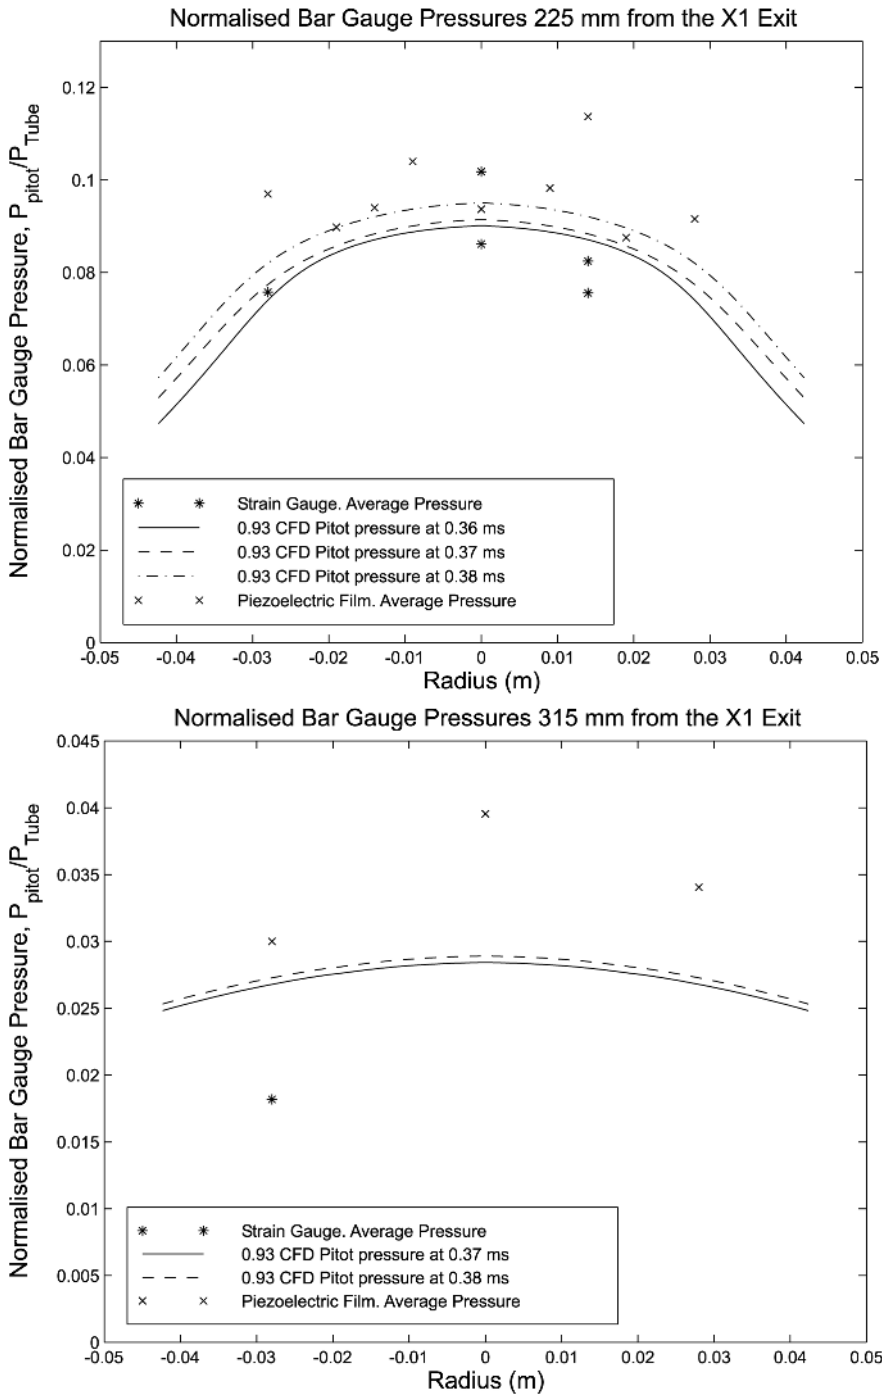 Normalised Bar Gauge Pressures 225 mm from the X1 Exit
Normalised Bar Gauge Pressure, P_pitot/P_Tube
0.12
0.1
0.08
0.06
0.04
0.02
0
Strain Gauge. Average Pressure
0.93 CFD Pitot pressure at 0.36 ms
0.93 CFD Pitot pressure at 0.37 ms
0.93 CFD Pitot pressure at 0.38 ms
Piezoelectric Film. Average Pressure
-0.05 -0.04 -0.03 -0.02 -0.01 0 0.01 0.02 0.03 0.04 0.05
Radius (m)
Normalised Bar Gauge Pressures 315 mm from the X1 Exit
Normalised Bar Gauge Pressure, P_pitot/P_Tube
0.045
0.04
0.035
0.03
0.025
0.02
0.015
0.01
0.005
0
Strain Gauge. Average Pressure
0.93 CFD Pitot pressure at 0.37 ms
0.93 CFD Pitot pressure at 0.38 ms
Piezoelectric Film. Average Pressure
-0.05 -0.04 -0.03 -0.02 -0.01 0 0.01 0.02 0.03 0.04 0.05
Radius (m)